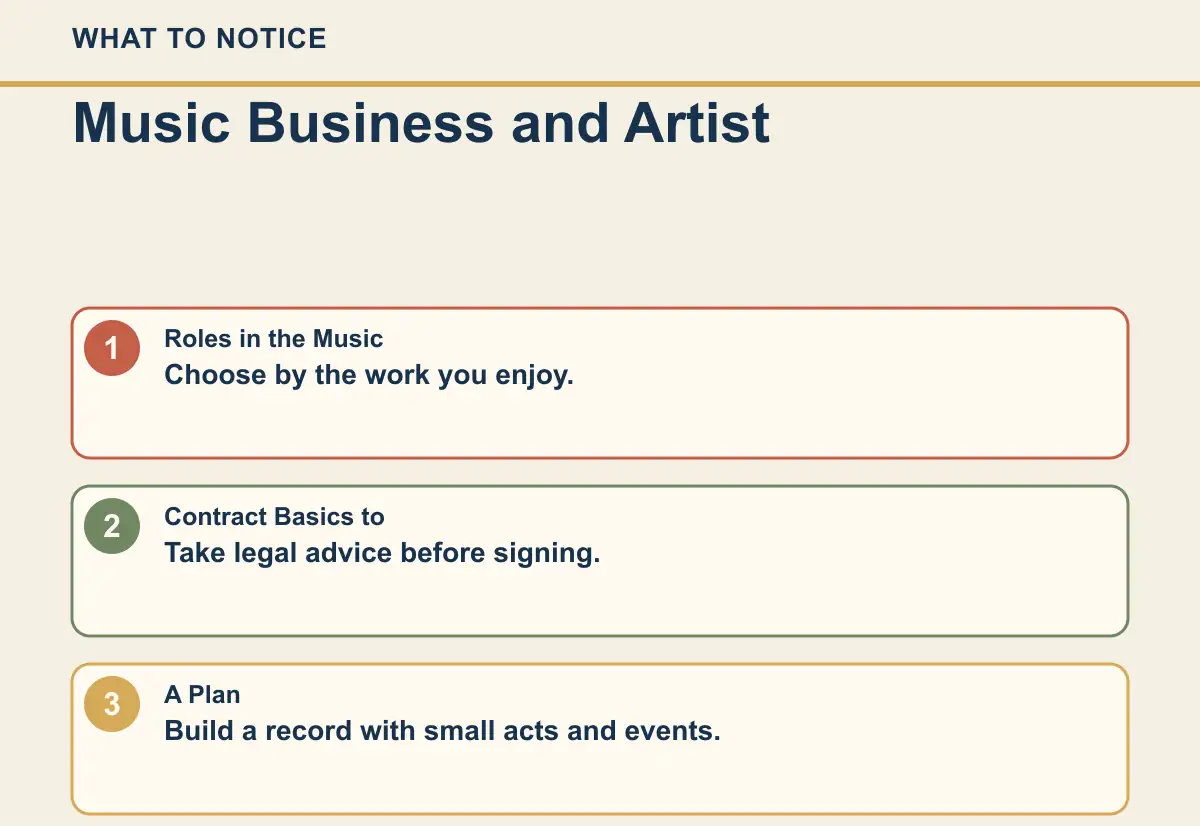 WHAT TO NOTICE
Music Business and Artist
1
Roles in the Music
Choose by the work you enjoy.
2
Contract Basics to
Take legal advice before signing.
3
A Plan
Build a record with small acts and events.